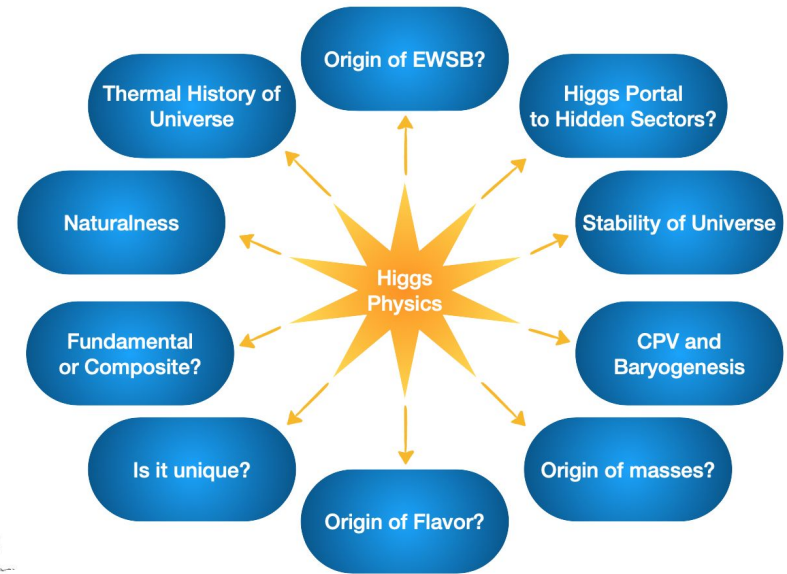 Origin of EWSB?
Thermal History of
Universe
Higgs Portal
to Hidden Sectors?
Naturalness
Stability of Universe
Higgs
Physics
Fundamental
or Composite?
CPV and
Baryogenesis
Is it unique?
Origin of masses?
Origin of Flavor?